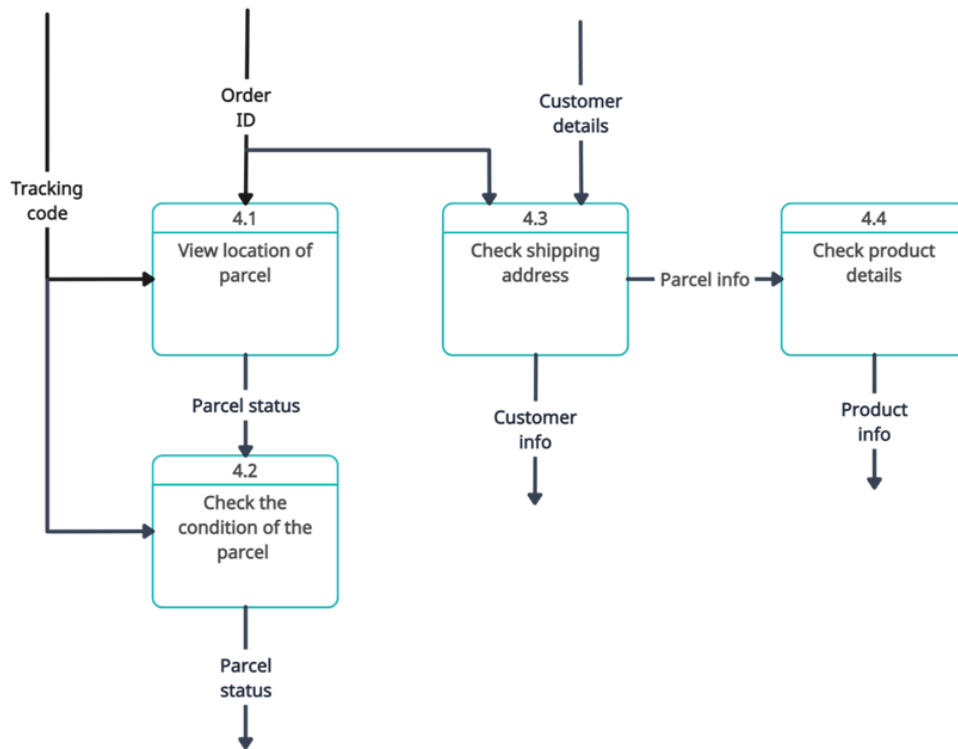 Order
ID
Customer
details
Tracking
code
4.1
View location of
parcel
4.3
Check shipping
address
4.4
Check product
details
Parcel info
Parcel status
Customer
info
Product
info
4.2
Check the
condition of the
parcel
Parcel
status